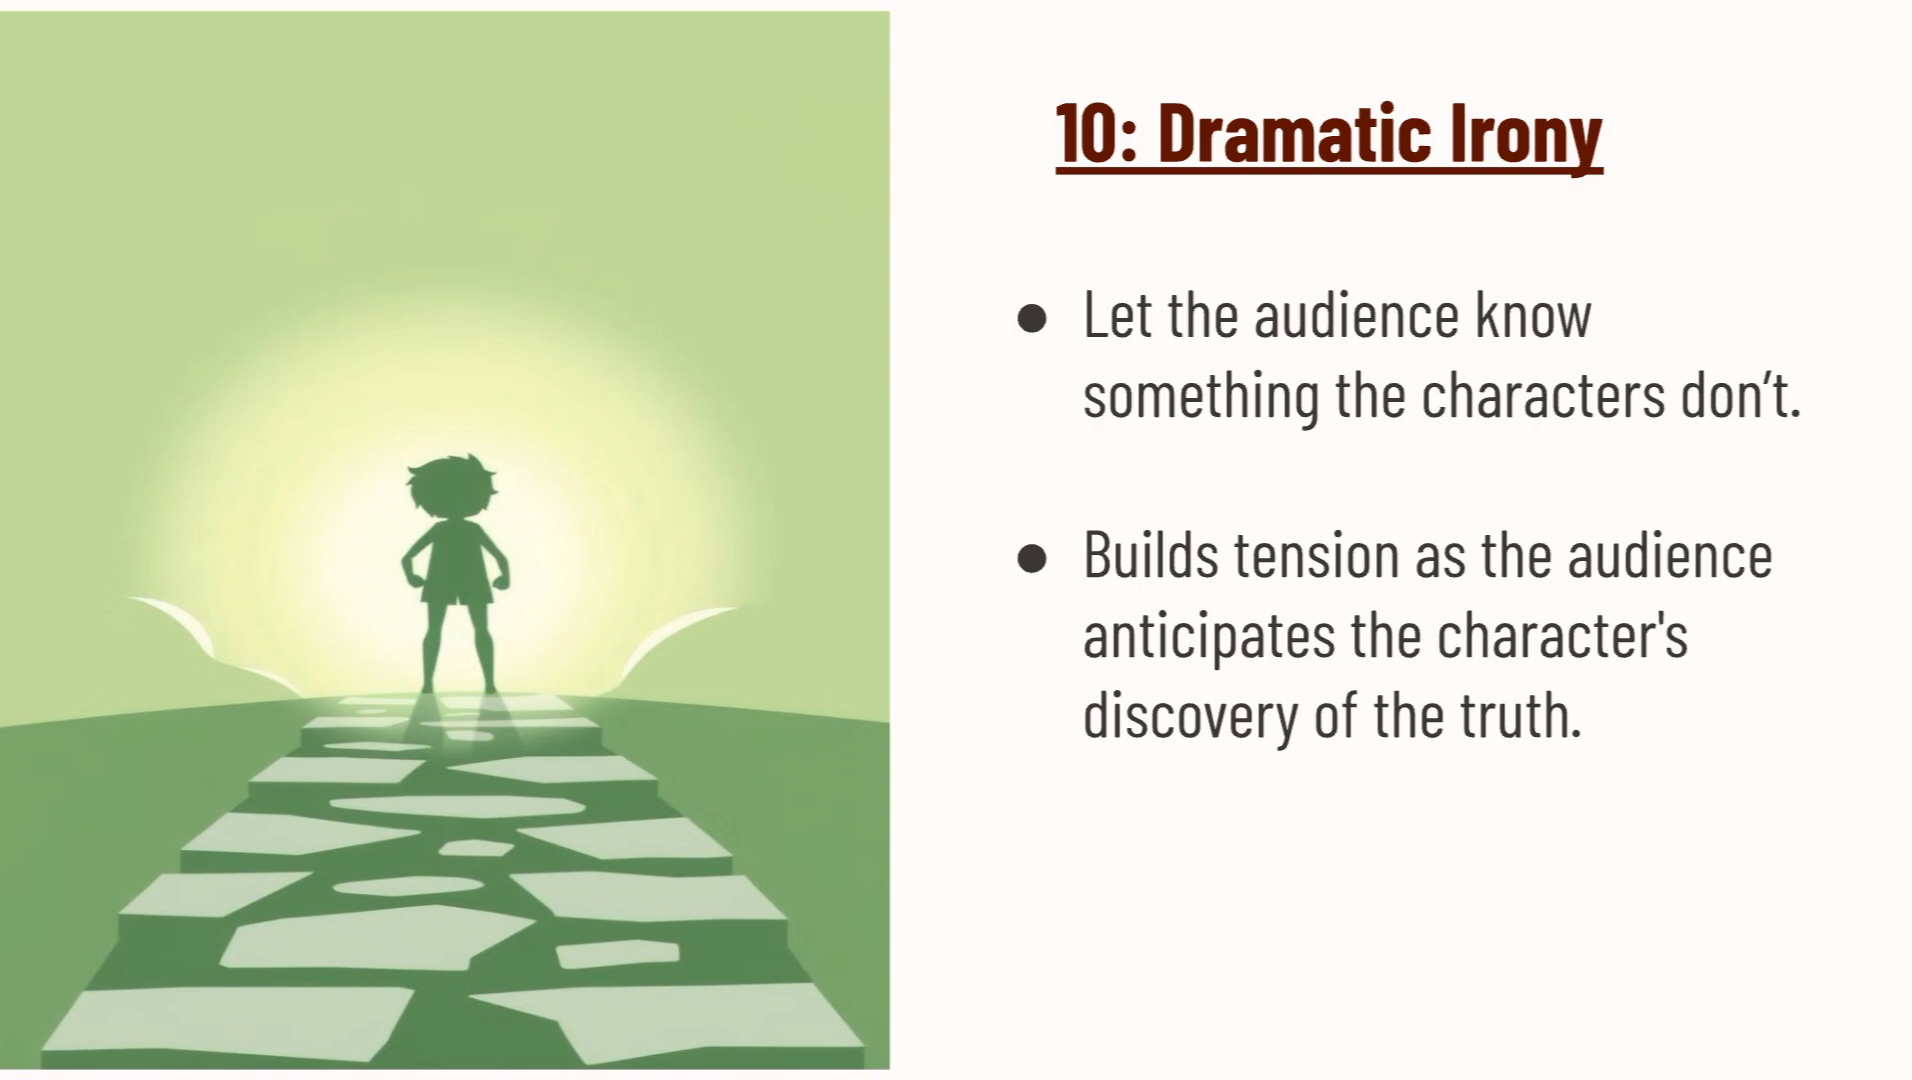 10: Dramatic Irony
● Let the audience know
something the characters don’t.
● Builds tension as the audience
anticipates the character's
discovery of the truth.